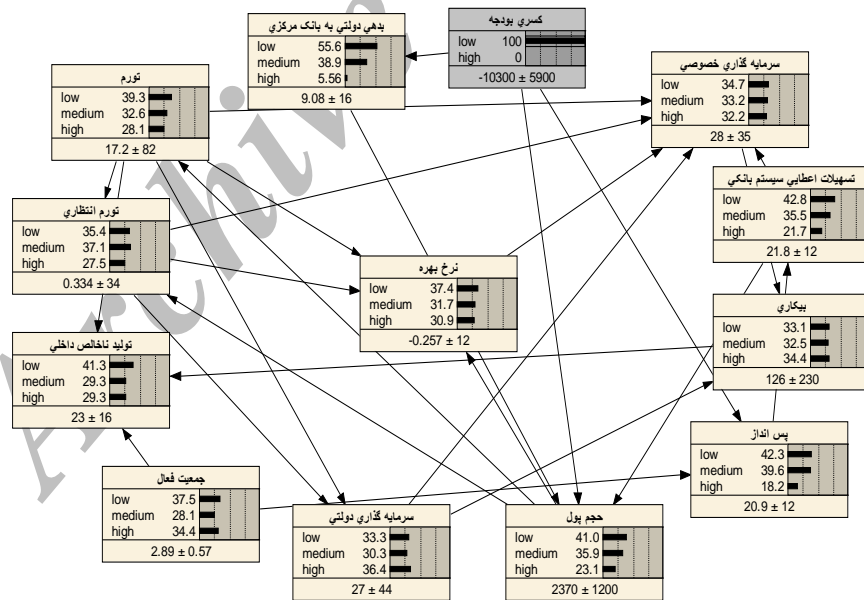 بدهي دولتي به بانک مرکزي
low 55.6
medium 38.9
high 5.56
9.08 ± 16
کسري بودجه
low 100
high 0
-10300 ± 5900
سرمايه گذاري خصوصي
low 34.7
medium 33.2
high 32.2
28 ± 35
تورم
low 39.3
medium 32.6
high 28.1
17.2 ± 82
تسهيلات اعطايي سيستم بانکي
low 42.8
medium 35.5
high 21.7
21.8 ± 12
تورم انتظاري
low 35.4
medium 37.1
high 27.5
0.334 ± 34
نرخ بهره
low 37.4
medium 31.7
high 30.9
-0.257 ± 12
بيکاري
low 33.1
medium 32.5
high 34.4
126 ± 230
توليد ناخالص داخلي
low 41.3
medium 29.3
high 29.3
23 ± 16
پس انداز
low 42.3
medium 39.6
high 18.2
20.9 ± 12
جمعيت فعال
low 37.5
medium 28.1
high 34.4
2.89 ± 0.57
سرمايه گذاري دولتي
low 33.3
medium 30.3
high 36.4
27 ± 44
حجم پول
low 41.0
medium 35.9
high 23.1
2370 ± 1200